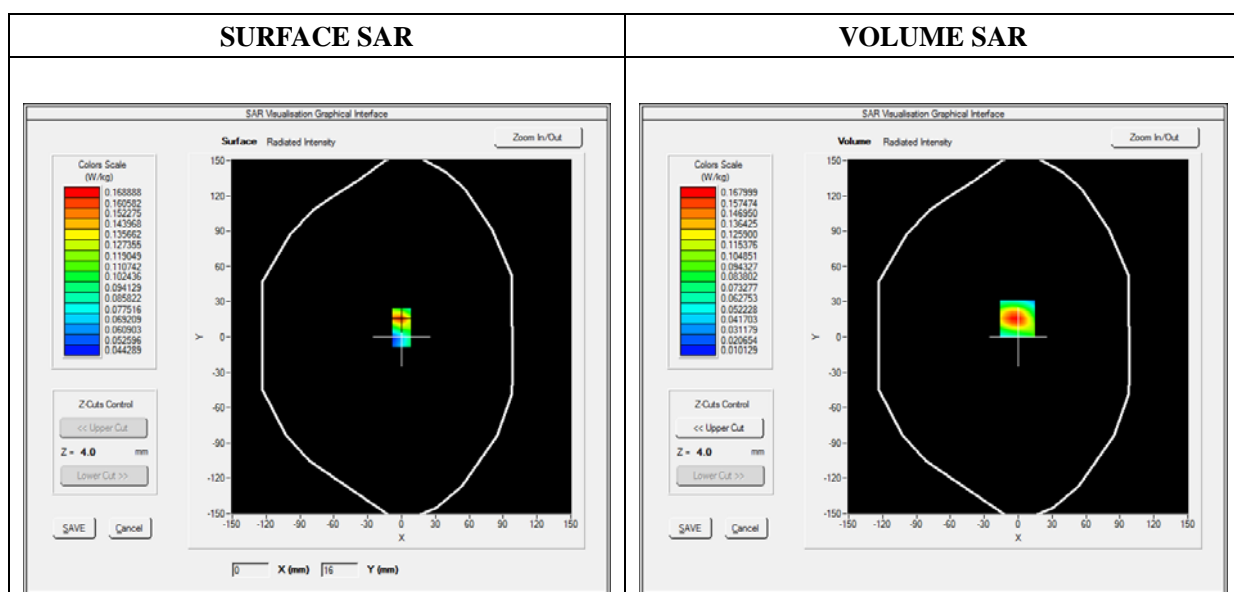 SURFACE SAR
VOLUME SAR
SAR Visualisation Graphical Interface
Surface Radiated Intensity
Zoom In/Out
Colors Scale
(W/kg)
0.168888
0.160582
0.152275
0.143968
0.135662
0.127355
0.119049
0.110742
0.102436
0.094129
0.085822
0.077516
0.069209
0.060903
0.052596
0.044289
Z-Cuts Control
<< Upper Cut
Z = 4.0 mm
Lower Cut >>
SAVE Cancel
150
120
90
60
30
0
-30
-60
-90
-120
-150
Y
-150 -120 -90 -60 -30 0 30 60 90 120 150
X
0 X (mm) 16 Y (mm)
SAR Visualisation Graphical Interface
Volume Radiated Intensity
Zoom In/Out
Colors Scale
(W/kg)
0.167999
0.157474
0.146950
0.136425
0.125900
0.115376
0.104851
0.094327
0.083802
0.073277
0.062753
0.052228
0.041703
0.031179
0.020654
0.010129
Z-Cuts Control
<< Upper Cut
Z = 4.0 mm
Lower Cut >>
SAVE Cancel
150
120
90
60
30
0
-30
-60
-90
-120
-150
Y
-150 -120 -90 -60 -30 0 30 60 90 120 150
X